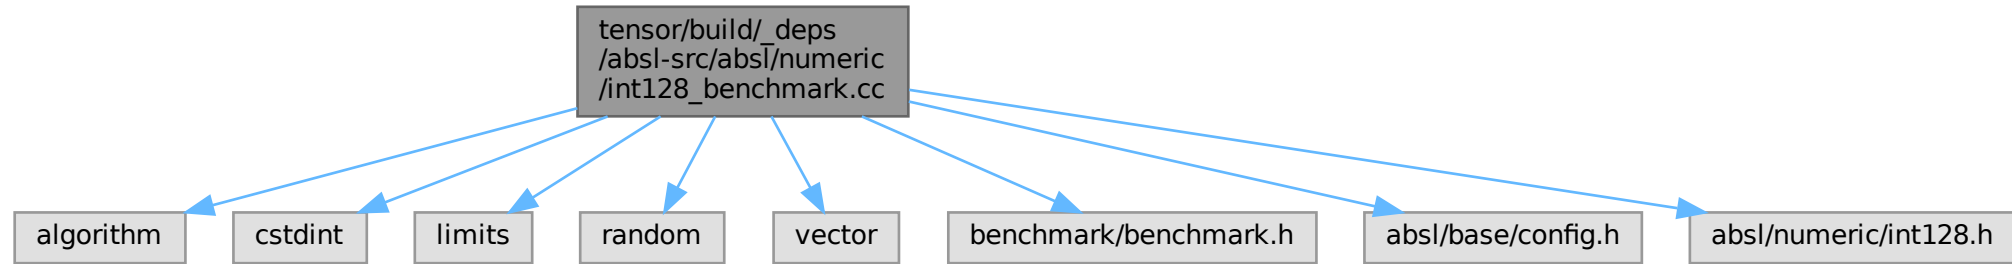 tensor/build/_deps
/absl-src/absl/numeric
/int128_benchmark.cc
algorithm
cstdint
limits
random
vector
benchmark/benchmark.h
absl/base/config.h
absl/numeric/int128.h